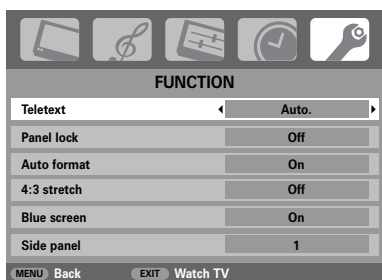 FUNCTION
Teletext Auto.
Panel lock Off
Auto format On
4:3 stretch Off
Blue screen On
Side panel 1
MENU Back EXIT Watch TV